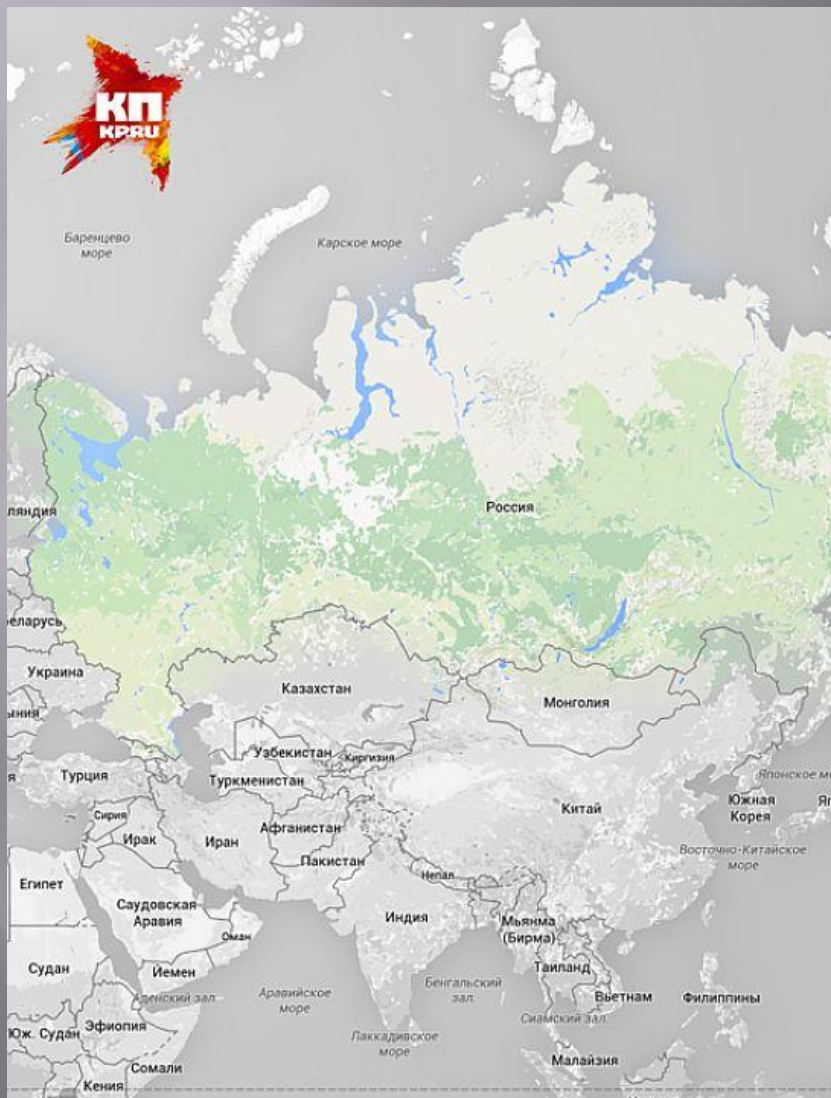 КП
KP.RU
Баренцево
море
Карское море
ляндия
Россия
еларусь
Украина
Казахстан
Монголия
ыния
Узбекистан
Киргизия
я
Турция
Туркменистан
Японское мо
Сирия
Ирак
Иран
Афганистан
Китай
Южная
Корея
Яп
Пакистан
Восточно-Китайское
море
Непал
Египет
Саудовская
Аравия
Индия
Мьянма
(Бирма)
Оман
Судан
Йемен
Таиланд
Бенгальский
зал.
Аденский зал.
Аравийское
море
Вьетнам
Филиппины
Юж. Судан
Эфиопия
Сиамский зал.
Лаккадивское
море
Сомали
Малайзия
Кения